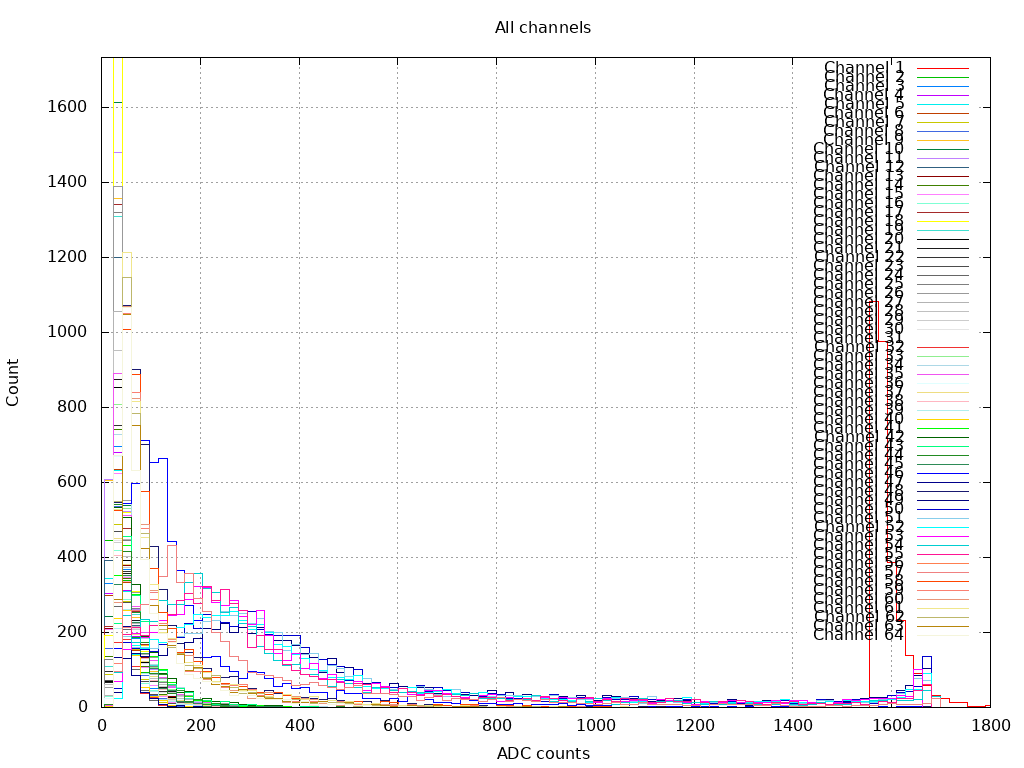 All channels
Count
1600
1400
1200
1000
800
600
400
200
0
Channel 1
Channel 2
Channel 3
Channel 4
Channel 5
Channel 6
Channel 7
Channel 8
Channel 9
Channel 10
Channel 11
Channel 12
Channel 13
Channel 14
Channel 15
Channel 16
Channel 17
Channel 18
Channel 19
Channel 20
Channel 21
Channel 22
Channel 23
Channel 24
Channel 25
Channel 26
Channel 27
Channel 28
Channel 29
Channel 30
Channel 31
Channel 32
Channel 33
Channel 34
Channel 35
Channel 36
Channel 37
Channel 38
Channel 39
Channel 40
Channel 41
Channel 42
Channel 43
Channel 44
Channel 45
Channel 46
Channel 47
Channel 48
Channel 49
Channel 50
Channel 51
Channel 52
Channel 53
Channel 54
Channel 55
Channel 56
Channel 57
Channel 58
Channel 59
Channel 60
Channel 61
Channel 62
Channel 63
Channel 64
0 200 400 600 800 1000 1200 1400 1600 1800
ADC counts